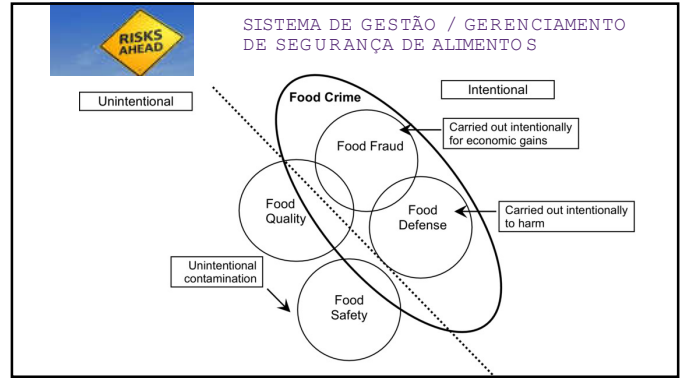 RISKS
AHEAD
SISTEMA DE GESTÃO / GERENCIAMENTO
DE SEGURANÇA DE ALIMENTOS
Unintentional
Food Crime
Intentional
Food Fraud
Carried out intentionally
for economic gains
Food
Quality
Food
Defense
Carried out intentionally
to harm
Unintentional
contamination
Food
Safety